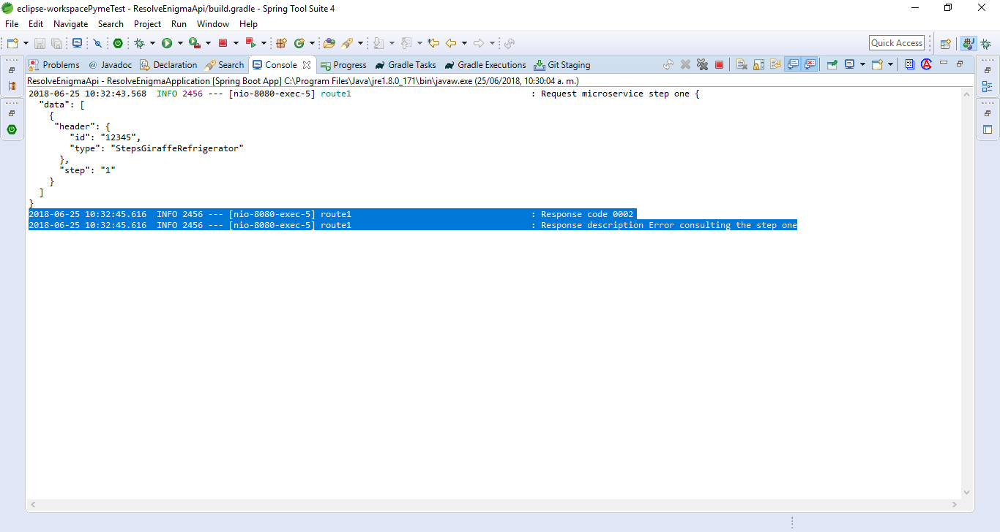 eclipse-workspacePymeTest - ResolveEnigmaApi/build.gradle - Spring Tool Suite 4
File Edit Navigate Search Project Run Window Help
Quick Access
Problems @ Javadoc Declaration Search Console Progress Gradle Tasks Gradle Executions Git Staging
ResolveEnigmaApi - ResolveEnigmaApplication [Spring Boot App] C:\Program Files\Java\jre1.8.0_171\bin\javaw.exe (25/06/2018, 10:30:04 a. m.)
2018-06-25 10:32:43.568  INFO 2456 --- [nio-8080-exec-5] route1                                   : Request microservice step one {
  "data": [
    {
     "header": {
        "id": "12345",
        "type": "StepsGiraffeRefrigerator"
      },
      "step": "1"
    }
  ]
}
2018-06-25 10:32:45.616  INFO 2456 --- [nio-8080-exec-5] route1                                   : Response code 0002
2018-06-25 10:32:45.616  INFO 2456 --- [nio-8080-exec-5] route1                                   : Response description Error consulting the step one